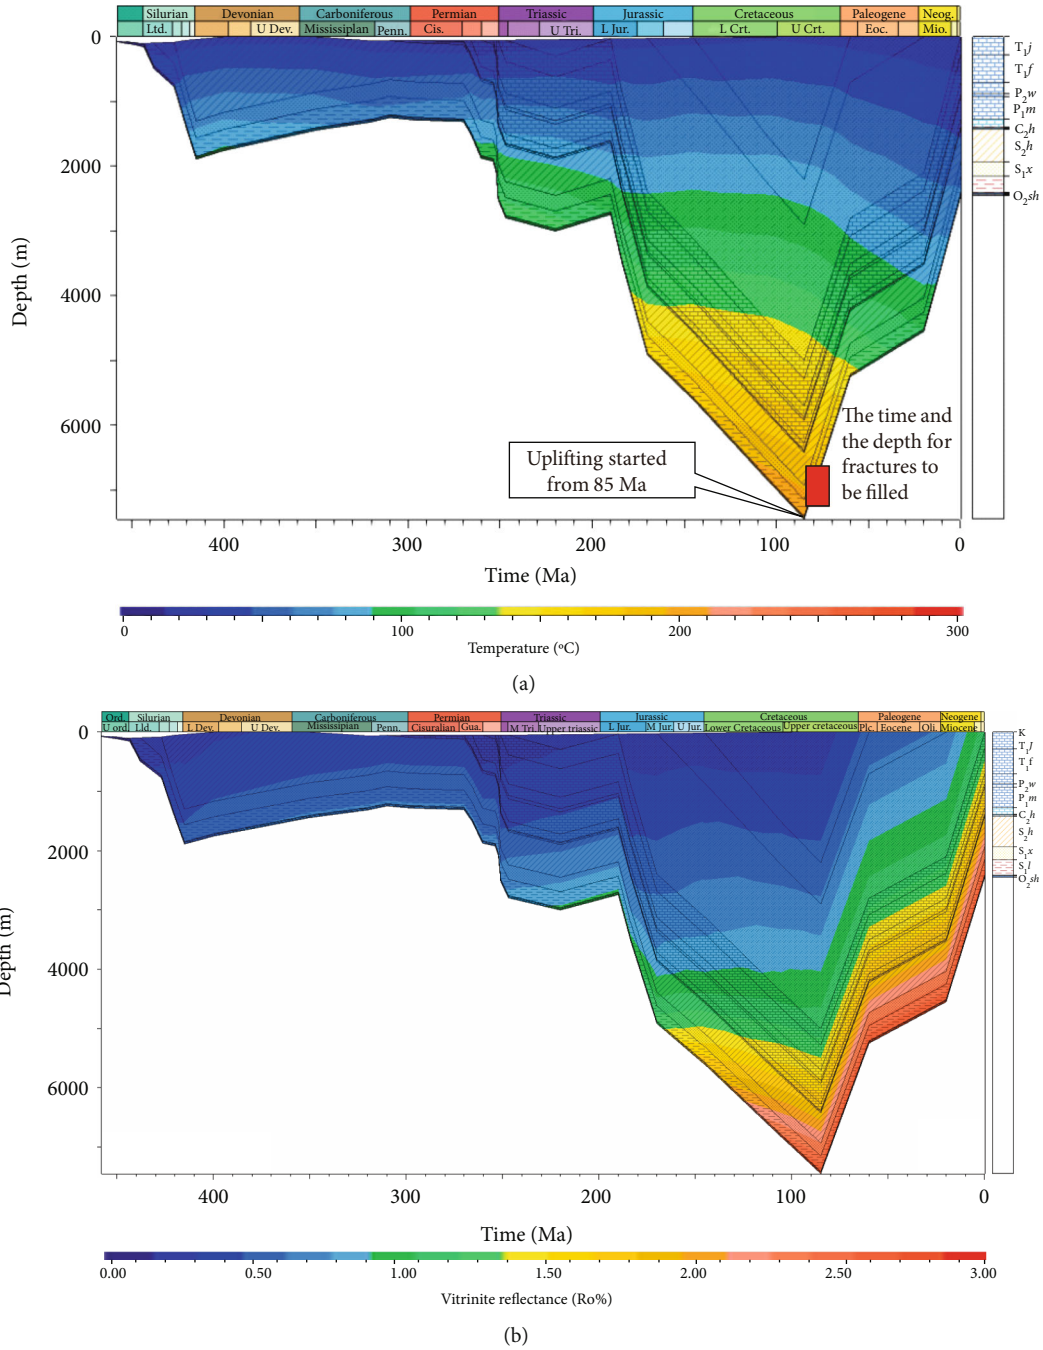 Silurian Devonian Carboniferous Permian Triassic Jurassic Cretaceous Paleogene Neog.
Ltd. U Dev. Mississipian Penn. Cis. U Tri. L Jur. L Crt. U Crt. Eoc. Mio.
0
2000
4000
6000
Depth (m)
T1j
T1f
P2w
P1m
C2h
S2h
S1x
O2sh
Uplifting started
from 85 Ma
The time and
the depth for
fractures to
be filled
400 300 200 100 0
Time (Ma)
0 100 200 300
Temperature (ºC)
(a)
Ord. Silurian Devonian Carboniferous Permian Triassic Jurassic Cretaceous Paleogene Neogene
U ord. Lld. L Dev. U Dev. Mississipian Penn. Cisuralian Gua. M Tri. Upper triassic L Jur. M Jur. U Jur. Lower Cretaceous Upper cretaceous Plc. Eocene Oli. Miocene
0
2000
4000
6000
Depth (m)
K
T1J
T1f
P2w
P1m
C2h
S2h
S1x
S1l
O2sh
400 300 200 100 0
Time (Ma)
0.00 0.50 1.00 1.50 2.00 2.50 3.00
Vitrinite reflectance (Ro%)
(b)